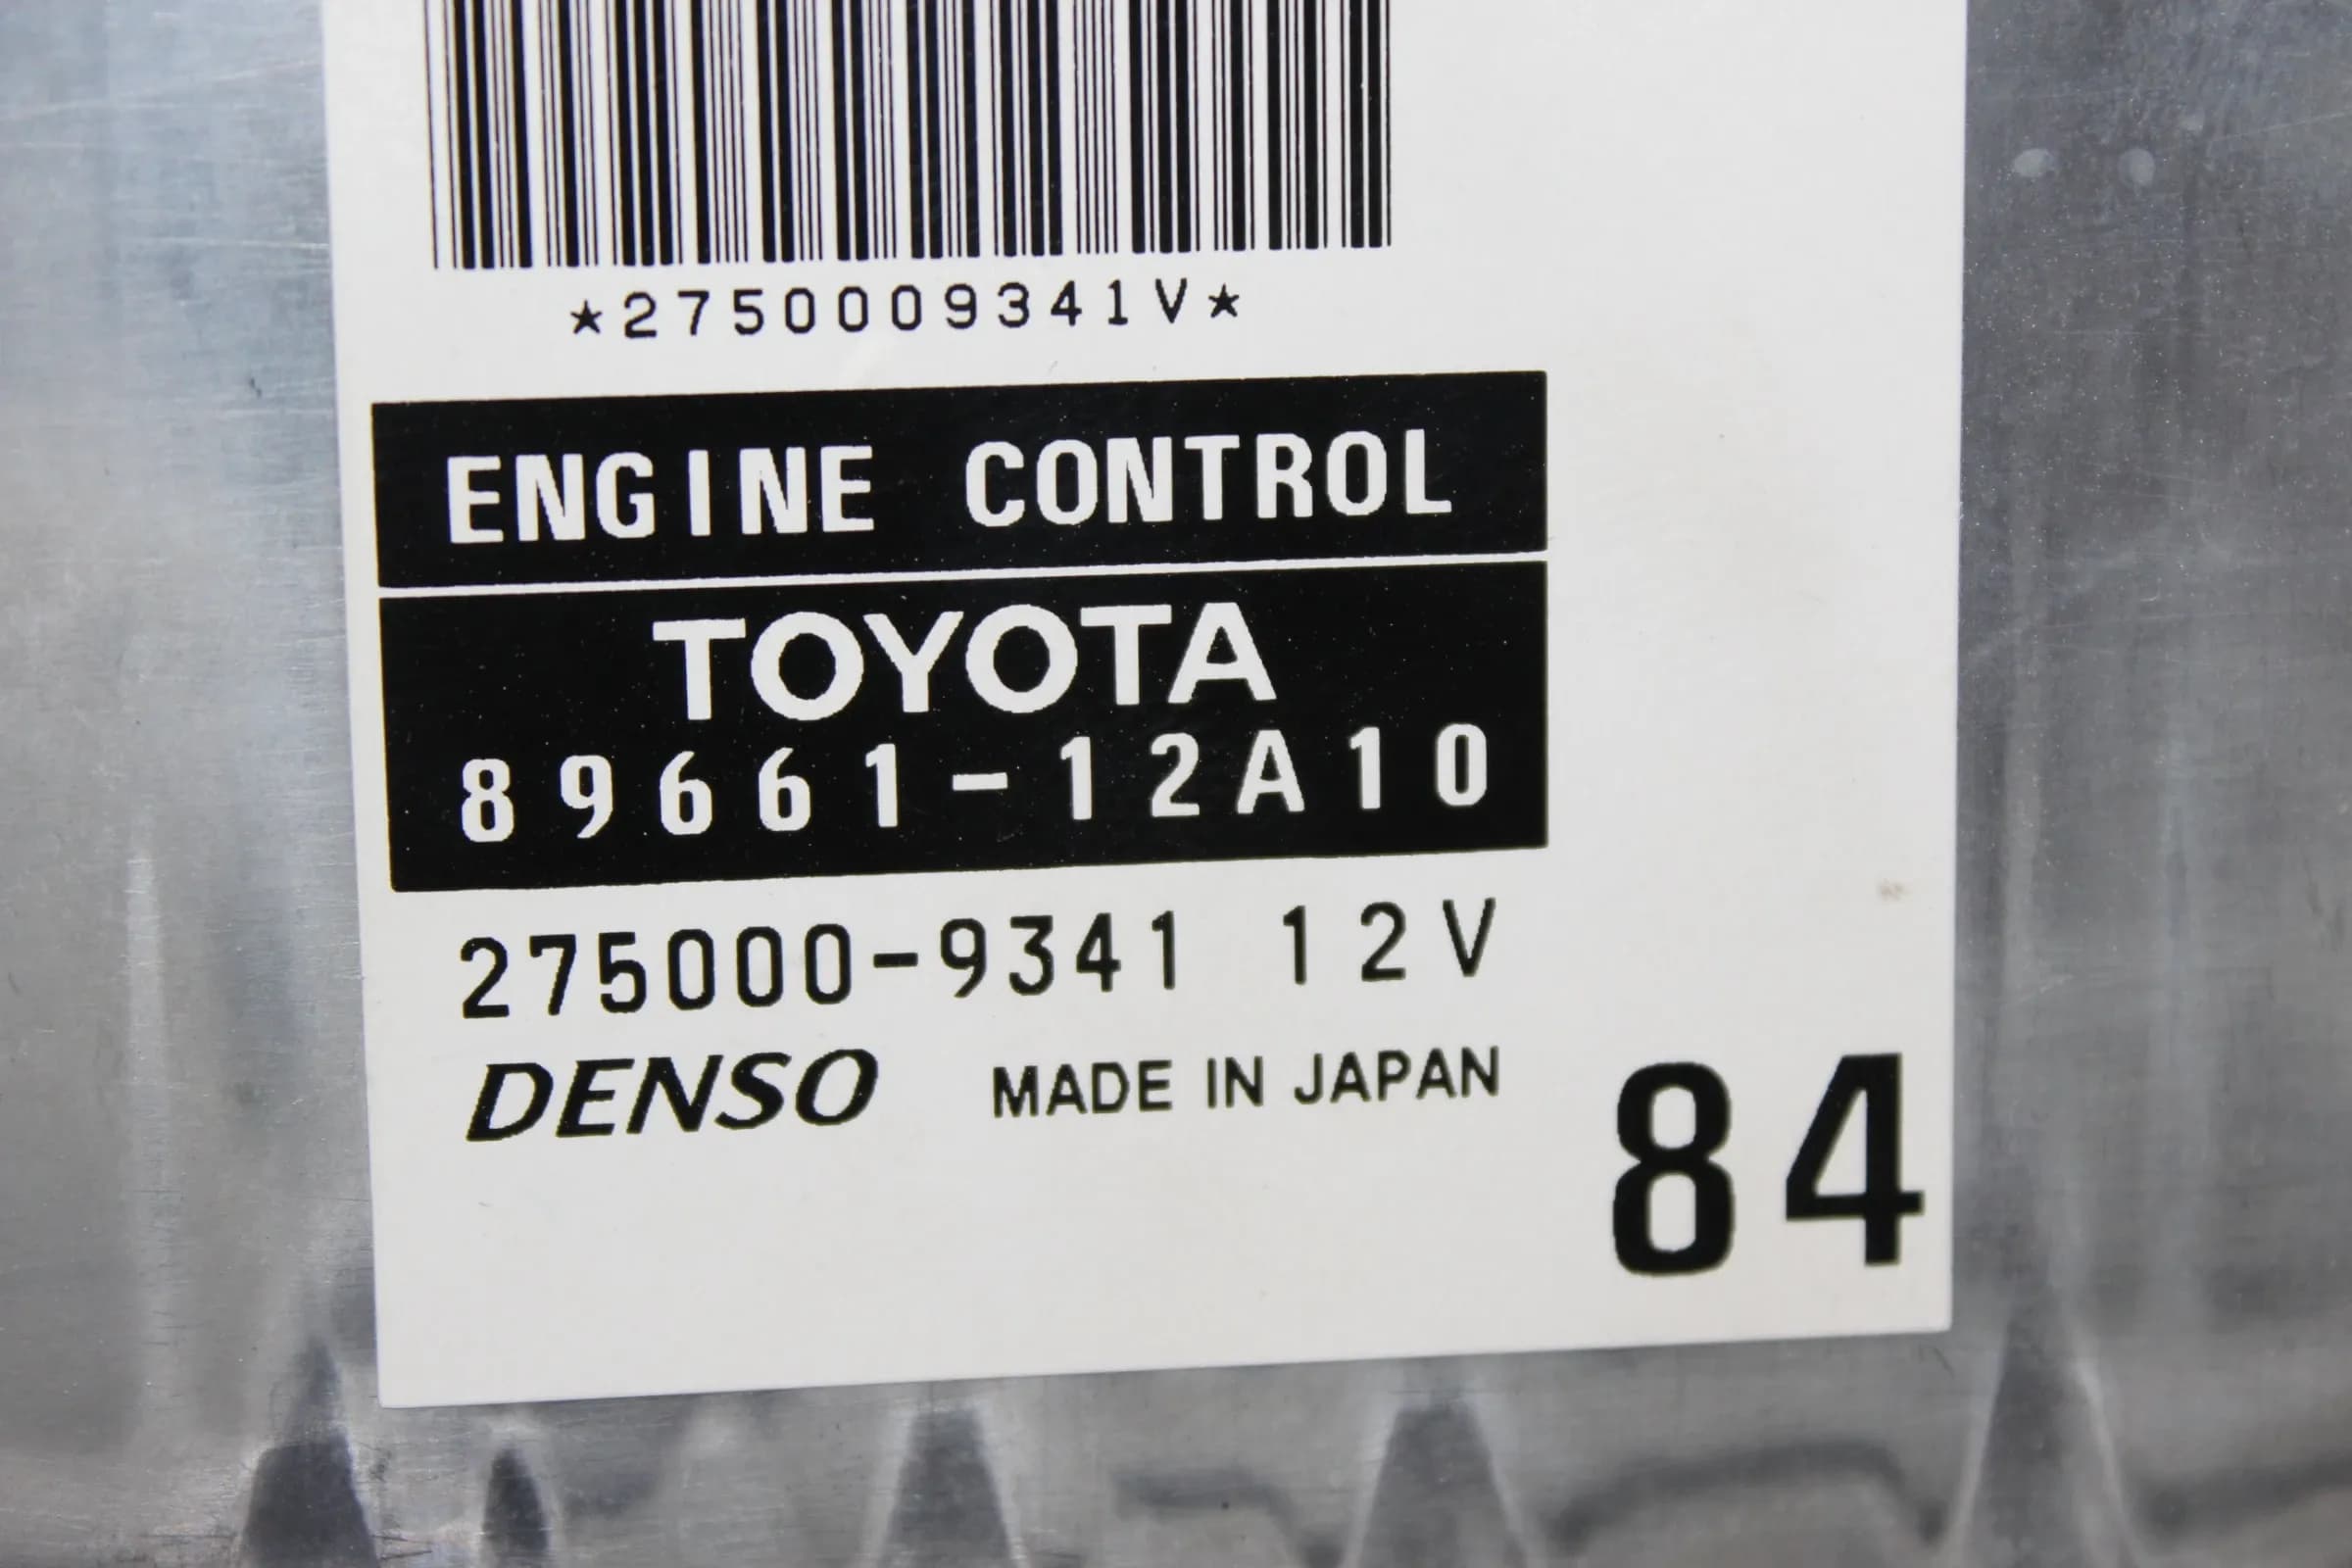 ★2750009341V★
ENGINE CONTROL
TOYOTA
89661-12A10
275000-9341 12V
DENSO MADE IN JAPAN
84